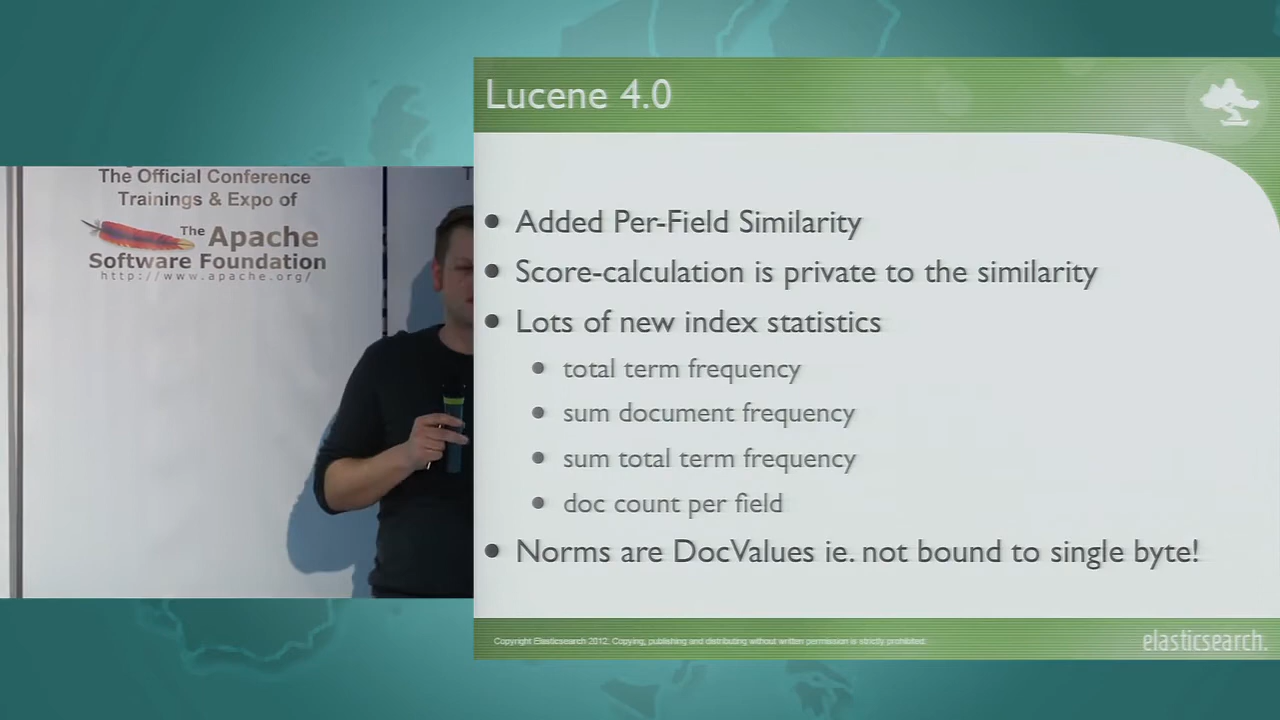 The Official Conference
Trainings & Expo of
The Apache
Software Foundation
http://www.apache.org/
Lucene 4.0
• Added Per-Field Similarity
• Score-calculation is private to the similarity
• Lots of new index statistics
• total term frequency
• sum document frequency
• sum total term frequency
• doc count per field
• Norms are DocValues ie. not bound to single byte!
Copyright Elasticsearch 2012. Copying, publishing and distributing without written permission is strictly prohibited.
elasticsearch.